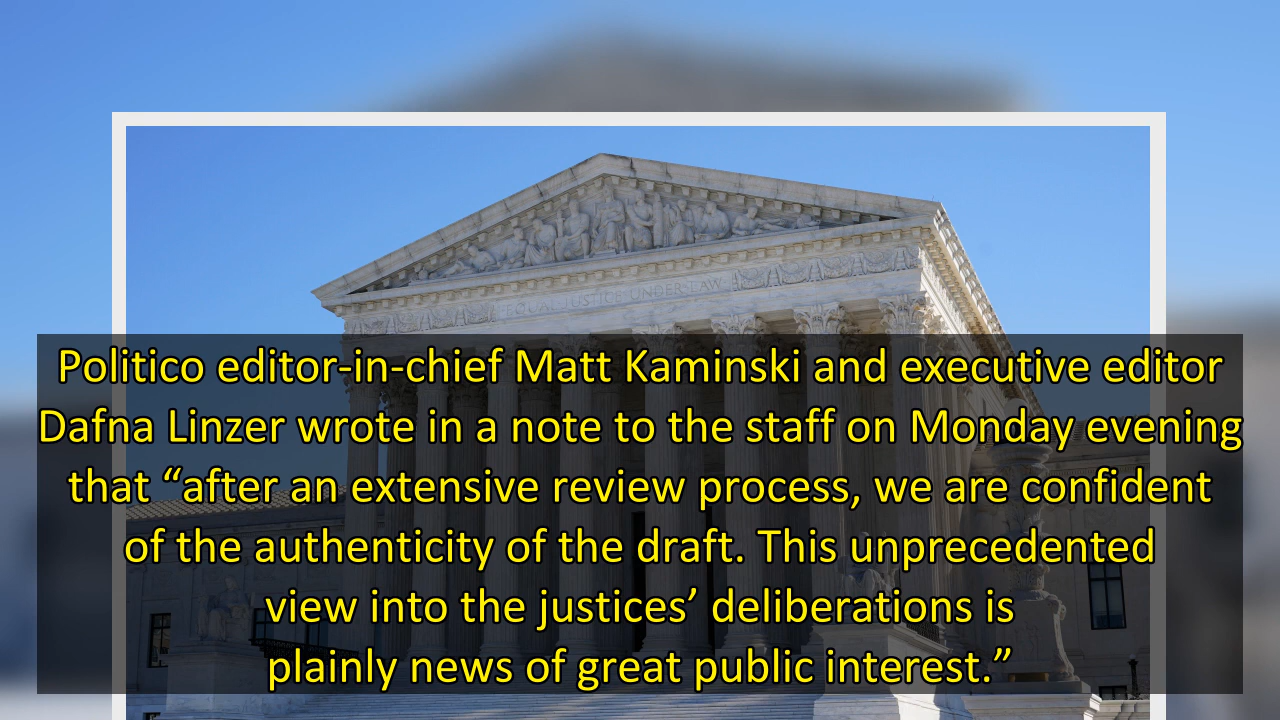 EQUAL JUSTICE UNDER LAW
Politico editor-in-chief Matt Kaminski and executive editor
Dafna Linzer wrote in a note to the staff on Monday evening
that “after an extensive review process, we are confident
of the authenticity of the draft. This unprecedented
view into the justices’ deliberations is
plainly news of great public interest.”